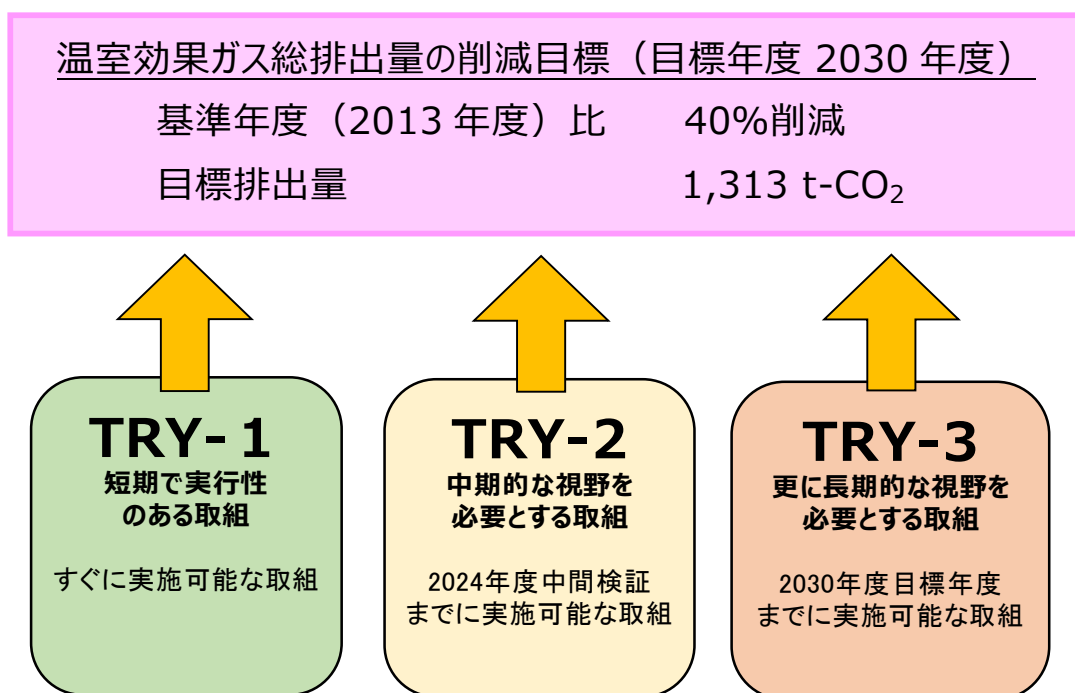 温室効果ガス総排出量の削減目標（目標年度 2030 年度）
基準年度（2013 年度）比　40%削減
目標排出量　1,313 t-CO₂
TRY-１
短期で実行性
のある取組
すぐに実施可能な取組
TRY-2
中期的な視野を
必要とする取組
2024年度中間検証
までに実施可能な取組
TRY-3
更に長期的な視野を
必要とする取組
2030年度目標年度
までに実施可能な取組